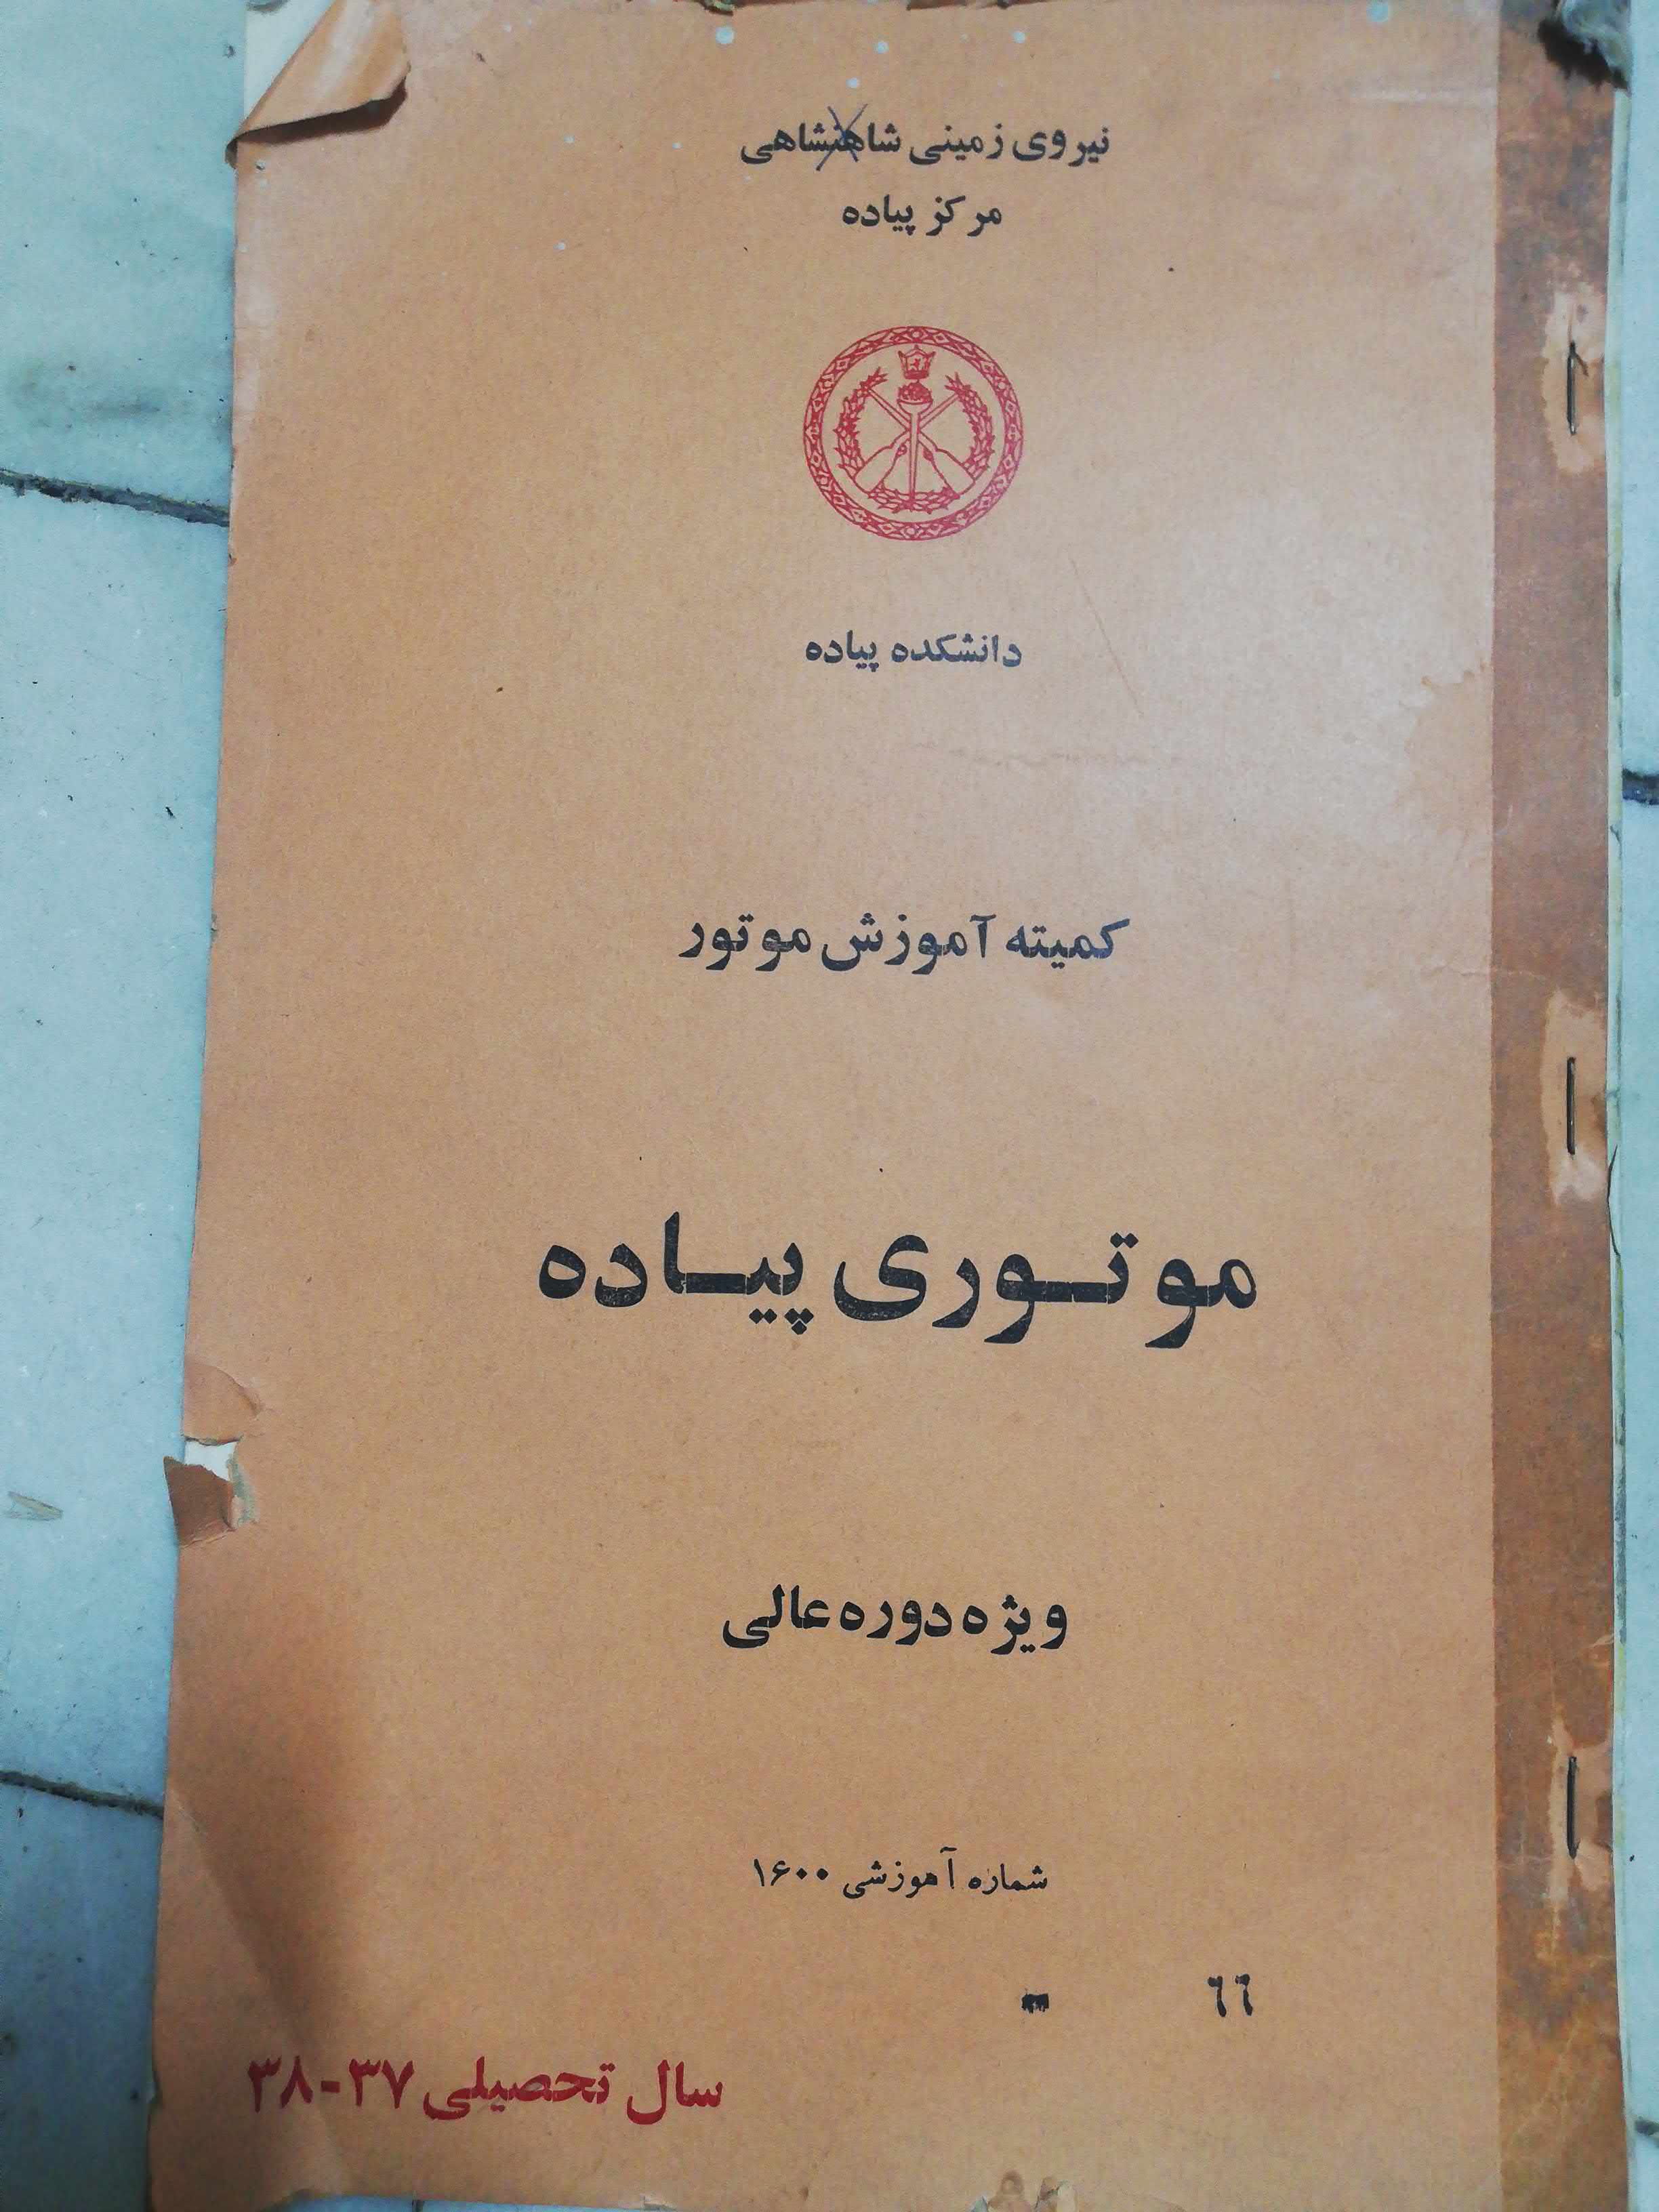 نیروی زمینی شاهنشاهی
مرکز پیاده
دانشکده پیاده
کمیته آموزش موتور
موتوری پیاده
ویژه دوره عالی
شماره آموزشی ۱۶۰۰
٦٦
سال تحصیلی ۳۷-۳۸